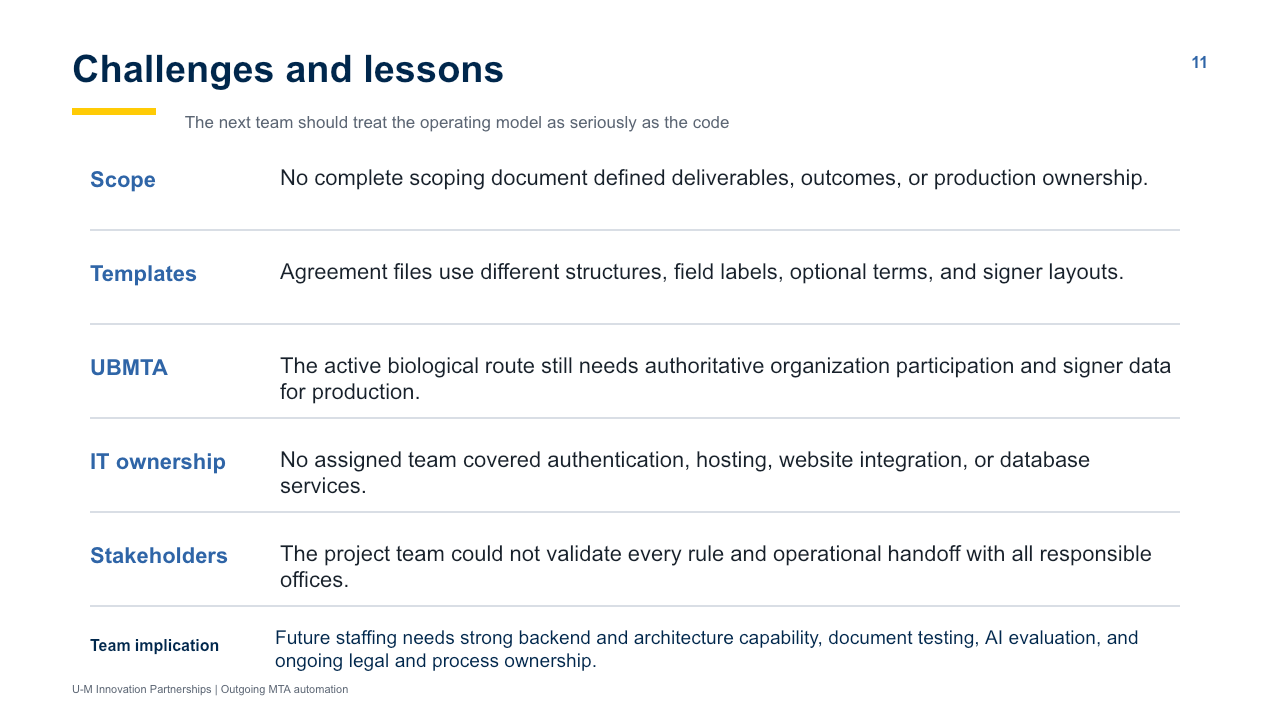 Challenges and lessons
11
The next team should treat the operating model as seriously as the code
Scope
No complete scoping document defined deliverables, outcomes, or production ownership.
Templates
Agreement files use different structures, field labels, optional terms, and signer layouts.
UBMTA
The active biological route still needs authoritative organization participation and signer data
for production.
IT ownership
No assigned team covered authentication, hosting, website integration, or database
services.
Stakeholders
The project team could not validate every rule and operational handoff with all responsible
offices.
Team implication
Future staffing needs strong backend and architecture capability, document testing, AI evaluation, and
ongoing legal and process ownership.
U-M Innovation Partnerships | Outgoing MTA automation